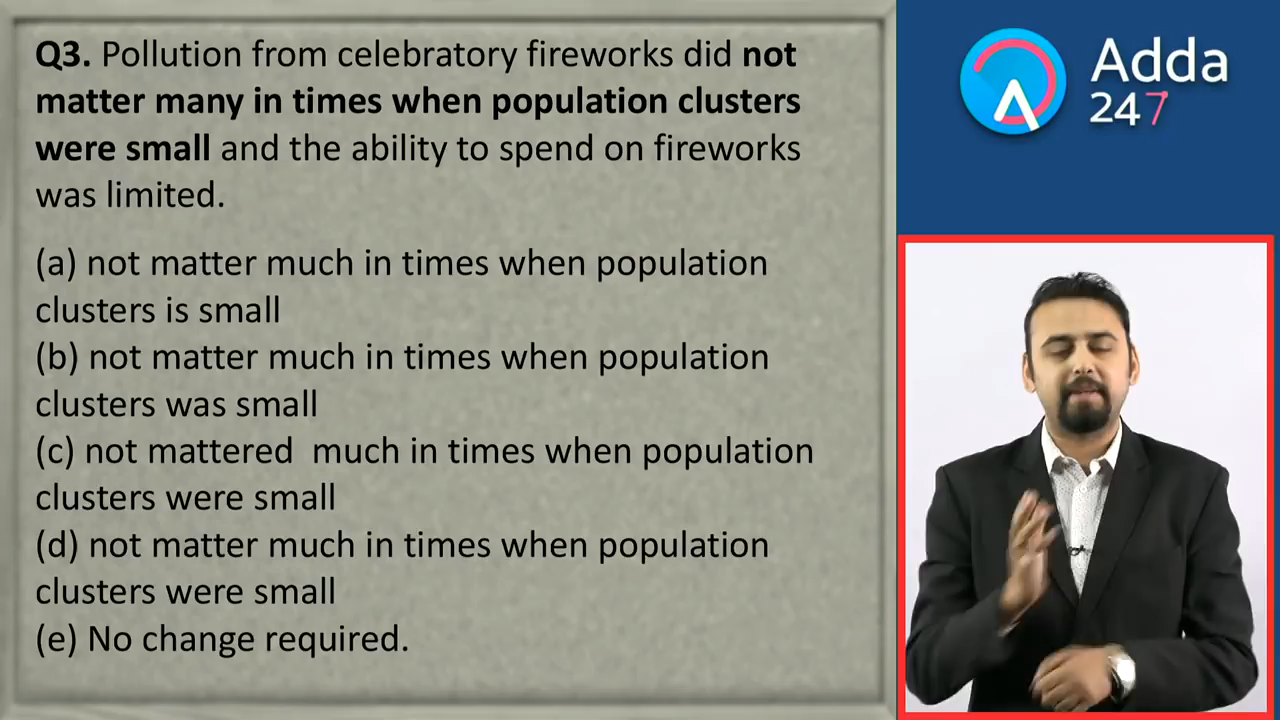 Q3. Pollution from celebratory fireworks did not
matter many in times when population clusters
were small and the ability to spend on fireworks
was limited.
(a) not matter much in times when population
clusters is small
(b) not matter much in times when population
clusters was small
(c) not mattered  much in times when population
clusters were small
(d) not matter much in times when population
clusters were small
(e) No change required.
Adda
247